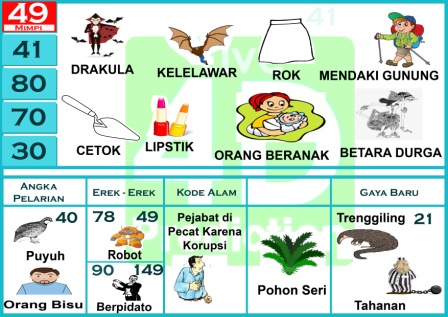 49
MIMPI
41
80
70
30
DRAKULA
KELELAWAR
ROK
MENDAKI GUNUNG
CETOK
LIPSTIK
ORANG BERANAK
BETARA DURGA
41
4D
ANGKA
PELARIAN
EREK - EREK
KODE ALAM
GAYA BARU
40
Puyuh
Orang Bisu
78 49
Robot
90 149
Berpidato
Pejabat di
Pecat Karena
Korupsi
Pohon Seri
Trenggiling 21
Tahanan